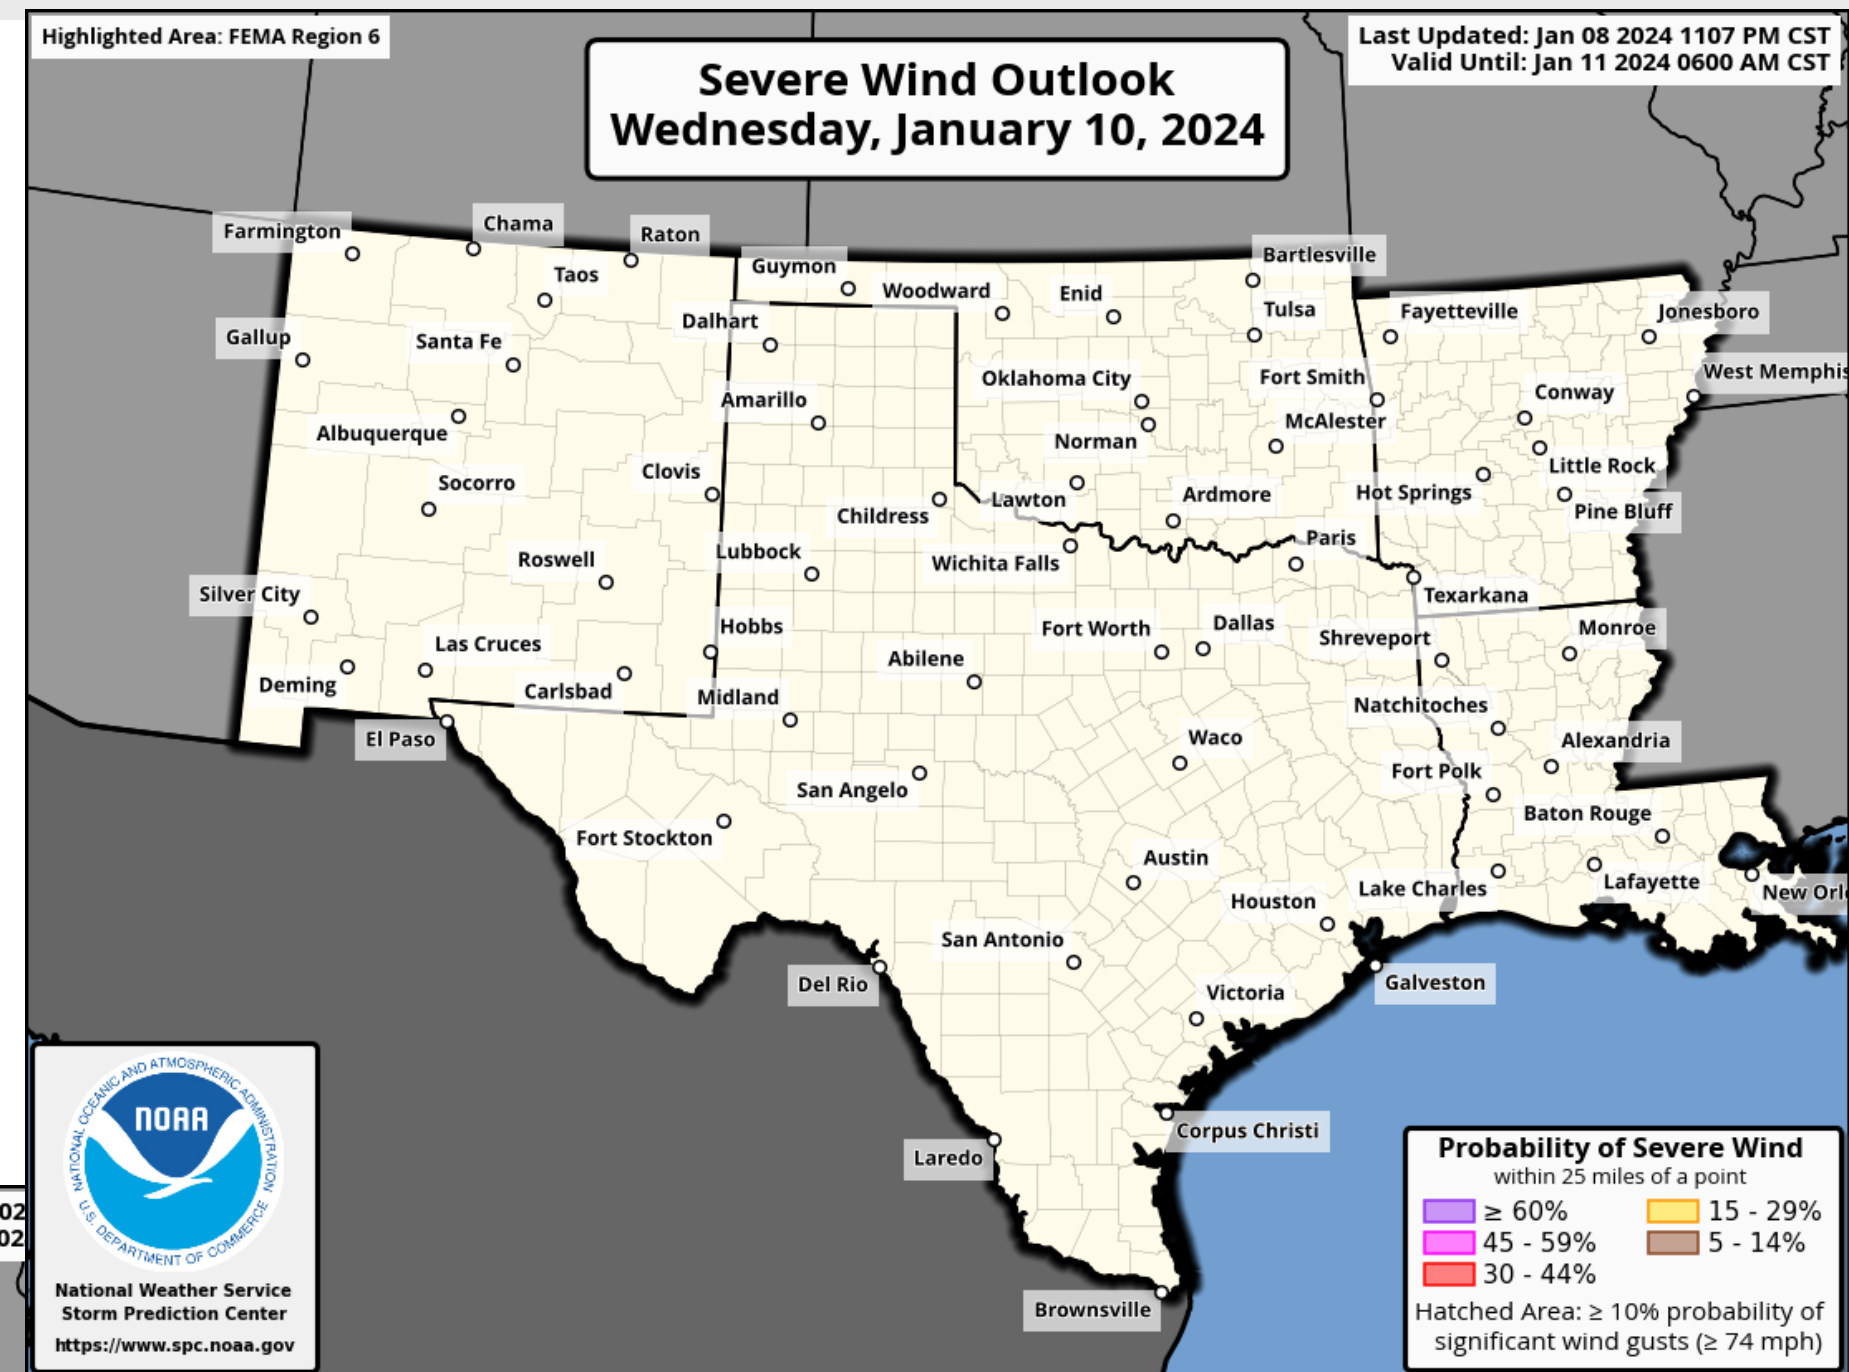 Highlighted Area: FEMA Region 6
Last Updated: Jan 08 2024 1107 PM CST
Valid Until: Jan 11 2024 0600 AM CST
Severe Wind Outlook
Wednesday, January 10, 2024
Farmington
Chama
Raton
Taos
Guymon
Woodward
Enid
Bartlesville
Tulsa
Fayetteville
Jonesboro
Gallup
Santa Fe
Dalhart
Oklahoma City
Fort Smith
Conway
West Memphis
Albuquerque
Amarillo
Norman
McAlester
Little Rock
Socorro
Clovis
Childress
Lawton
Ardmore
Hot Springs
Pine Bluff
Roswell
Lubbock
Wichita Falls
Paris
Texarkana
Silver City
Las Cruces
Hobbs
Abilene
Fort Worth
Dallas
Shreveport
Monroe
Deming
Carlsbad
Midland
Natchitoches
El Paso
San Angelo
Waco
Alexandria
Fort Polk
Fort Stockton
Baton Rouge
Austin
Houston
Lake Charles
Lafayette
New Orl
San Antonio
Del Rio
Victoria
Galveston
Laredo
Corpus Christi
Brownsville
NATIONAL OCEANIC AND ATMOSPHERIC ADMINISTRATION
NOAA
U.S. DEPARTMENT OF COMMERCE
National Weather Service
Storm Prediction Center
https://www.spc.noaa.gov
02
02
Probability of Severe Wind
within 25 miles of a point
≥ 60% 15 - 29%
45 - 59% 5 - 14%
30 - 44%
Hatched Area: ≥ 10% probability of
significant wind gusts (≥ 74 mph)